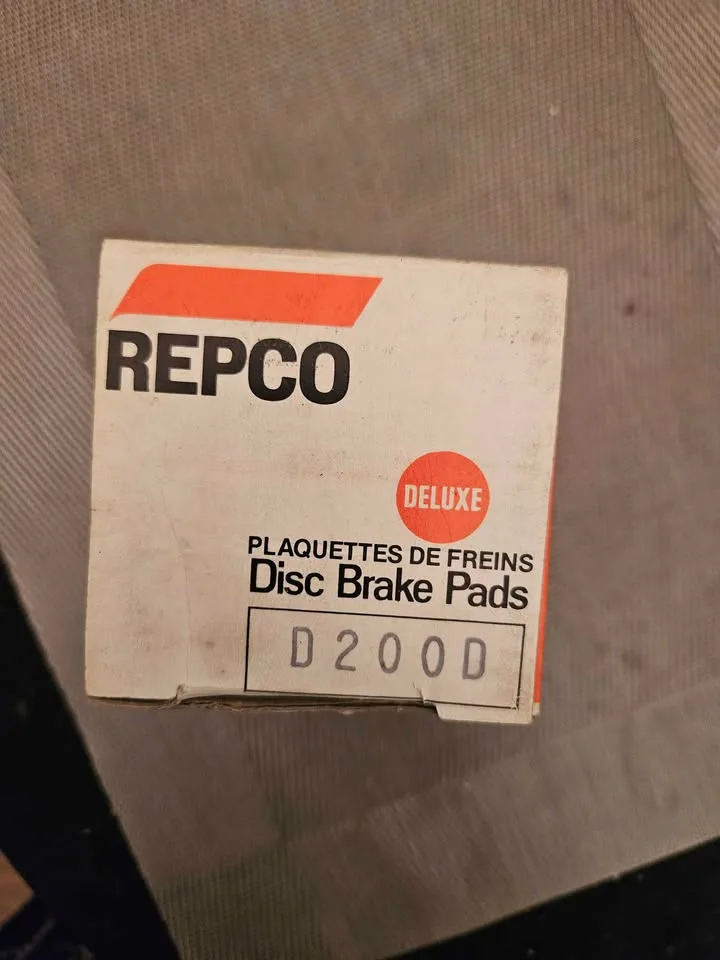 REPCO
DELUXE
PLAQUETTES DE FREINS
Disc Brake Pads
D200D